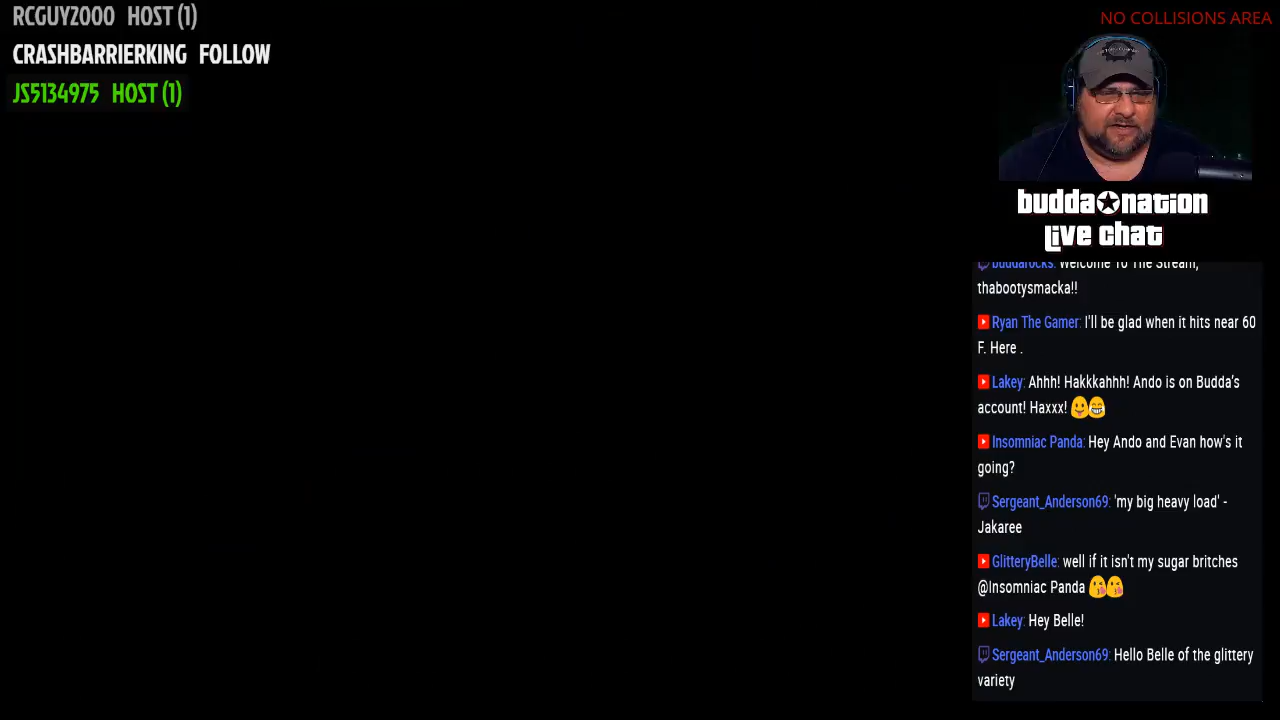 RCGUY2000 HOST (1)
CRASHBARRIERKING FOLLOW
JS5134975 HOST (1)
NO COLLISIONS AREA
budda nation
live chat
buddarocks: Welcome To The Stream,
thabootysmacka!!
Ryan The Gamer: I'll be glad when it hits near 60
F. Here .
Lakey: Ahhh! Hakkkahhh! Ando is on Budda's
account! Haxxx! 😛😁
Insomniac Panda: Hey Ando and Evan how's it
going?
Sergeant_Anderson69: 'my big heavy load' -
Jakaree
GlitteryBelle: well if it isn't my sugar britches
@Insomniac Panda 😘😘
Lakey: Hey Belle!
Sergeant_Anderson69: Hello Belle of the glittery
variety